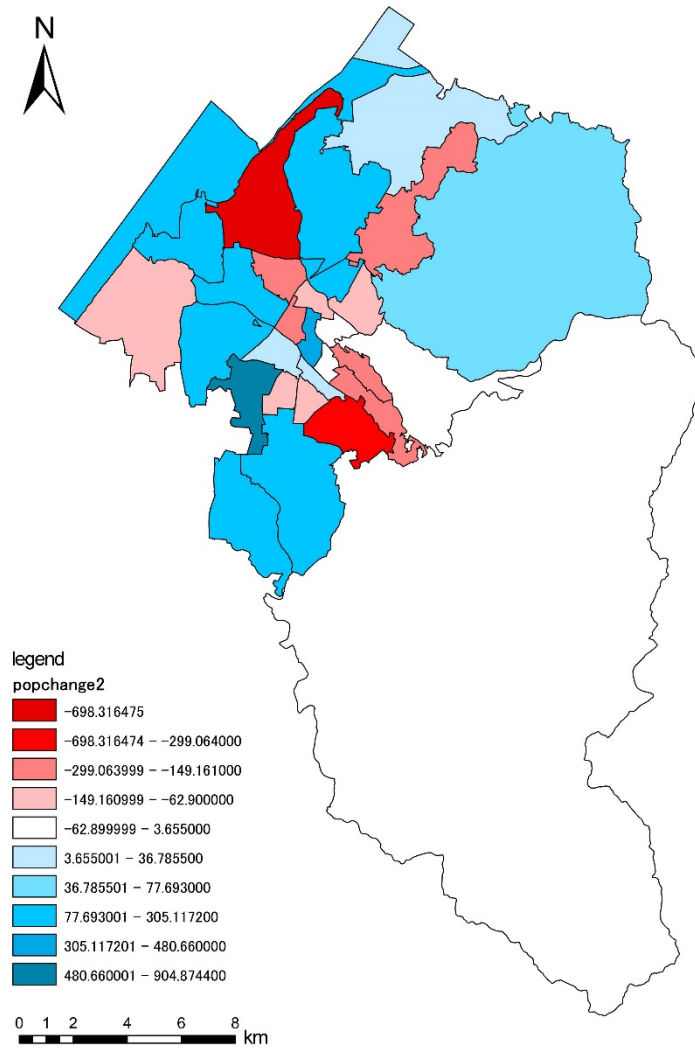 N
legend
popchange2
-698.316475
-698.316474 - -299.064000
-299.063999 - -149.161000
-149.160999 - -62.900000
-62.899999 - 3.655000
3.655001 - 36.785500
36.785501 - 77.693000
77.693001 - 305.117200
305.117201 - 480.660000
480.660001 - 904.874400
0 1 2 4 6 8 km